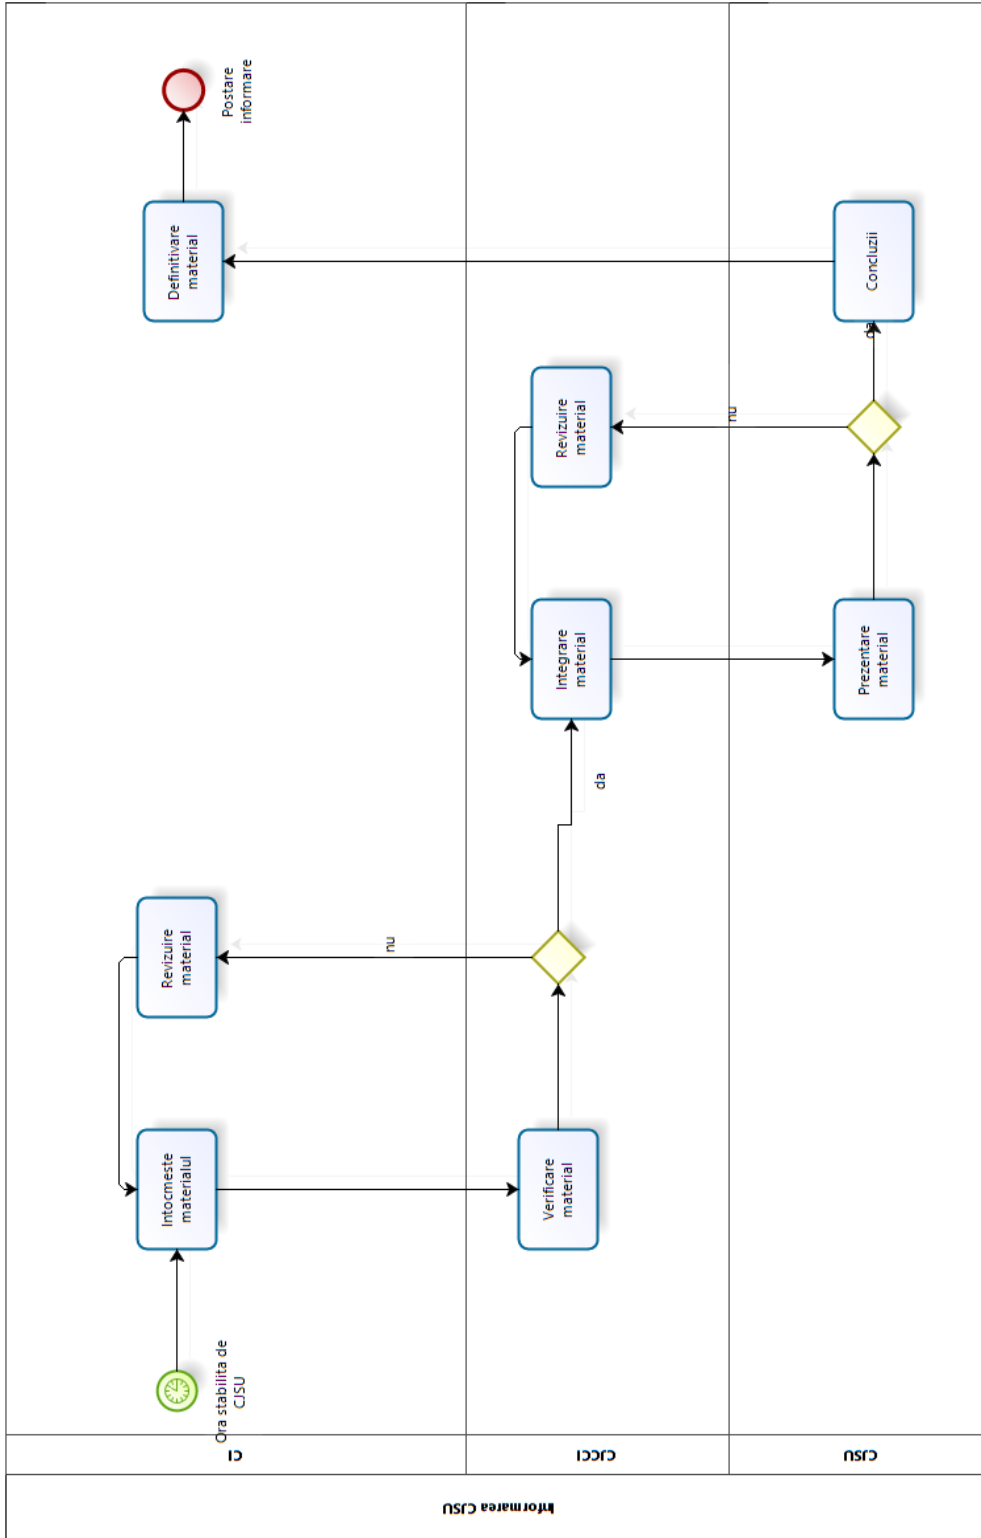 Informarea CJSU
CI
CJCCI
CJSU
Ora stabilita de
CJSU
Intocmeste
materialul
Revizuire
material
nu
Definitivare
material
Postare
informare
Verificare
material
da
Integrare
material
Revizuire
material
nu
Prezentare
material
da
Concluzii